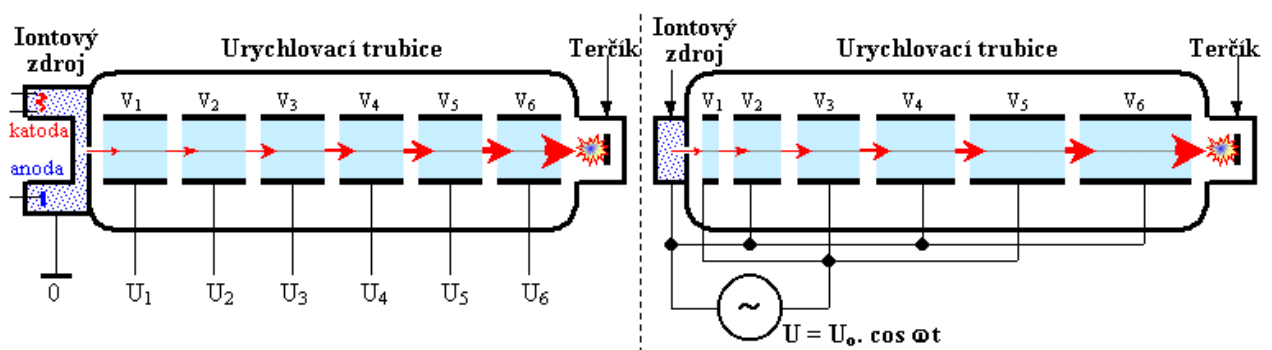 Iontový
zdroj
Urychlovací trubice
Terčík
V₁ V₂ V₃ V₄ V₅ V₆
katoda
anoda
0 U₁ U₂ U₃ U₄ U₅ U₆
Iontový
zdroj
Urychlovací trubice
Terčík
V₁ V₂ V₃ V₄ V₅ V₆
~
U = Uₒ. cos ωt